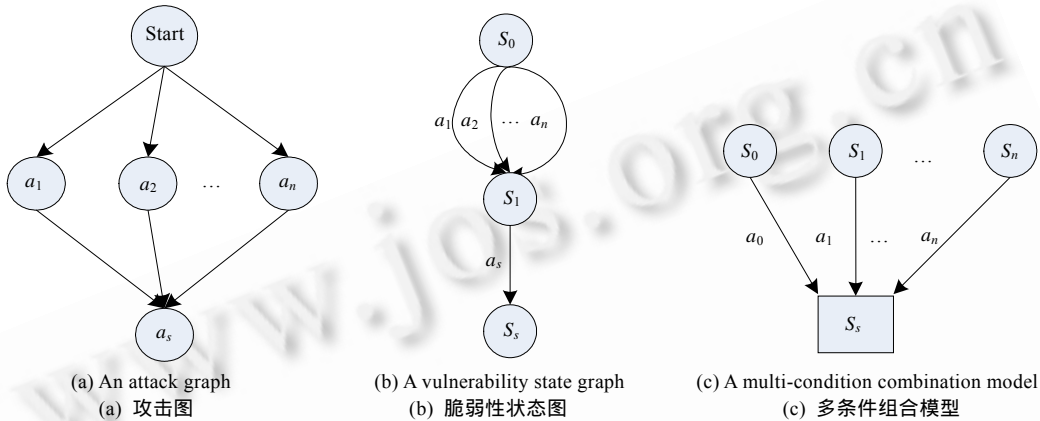 Start
a1 a2 … an
as
(a) An attack graph
(a) 攻击图
S0
a1 a2 … an
S1
as
Ss
(b) A vulnerability state graph
(b) 脆弱性状态图
S0 S1 … Sn
a0 a1 … an
Ss
(c) A multi-condition combination model
(c) 多条件组合模型
www.jos.org.cn